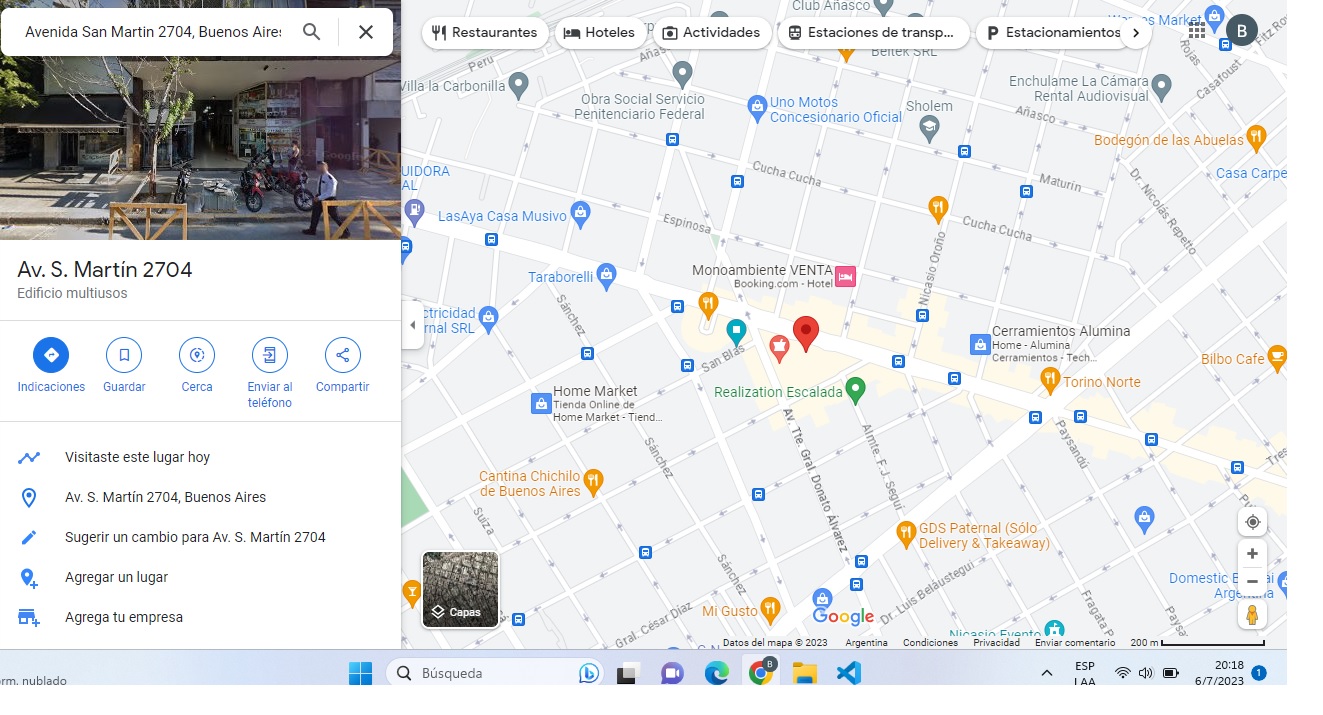 Avenida San Martin 2704, Buenos Aires
Av. S. Martín 2704
Edificio multiusos
Indicaciones
Guardar
Cerca
Enviar al
teléfono
Compartir
Visitaste este lugar hoy
Av. S. Martín 2704, Buenos Aires
Sugerir un cambio para Av. S. Martín 2704
Agregar un lugar
Agrega tu empresa
Restaurantes
Hoteles
Actividades
Estaciones de transp...
Estacionamientos
B
Club Añasco
Market
Rojas
Fitz Ro
Casafoust
Beltek SRL
Perú
Añas
Villa la Carbonilla
Obra Social Servicio
Penitenciario Federal
Uno Motos
Concesionario Oficial
Sholem
Enchulame La Cámara
Rental Audiovisual
Añasco
Bodegón de las Abuelas
Casa Carpe
UIDORA
AL
Cucha Cucha
Maturín
Dr. Nicolás Repetto
LasAya Casa Musivo
Espinosa
Cucha Cucha
Nicasio Oroño
Taraborelli
Monoambiente VENTA
Booking.com - Hotel
ctricidad
rnal SRL
Sánchez
San Blas
Cerramientos Alumina
Home - Alumina
Cerramientos - Tech...
Bilbo Cafe
Torino Norte
Home Market
Tienda Online de
Home Market - Tiend...
Realization Escalada
Av. Tte. Gral. Donato Álvarez
Almte. F.J. Seguí
Paysandú
Tres
Sánchez
Cantina Chichilo
de Buenos Aires
Suiza
GDS Paternal (Sólo
Delivery & Takeaway)
Sánchez
Dr. Luis Beláustegui
Fragata P
Paysa
Domestic
Argentina
Mi Gusto
Gral. César Díaz
Nicasio Evento
Capas
Google
Datos del mapa © 2023
Argentina
Condiciones
Privacidad
Enviar comentario
200 m
rm. nublado
Búsqueda
B
ESP
LAA
20:18
6/7/2023
1